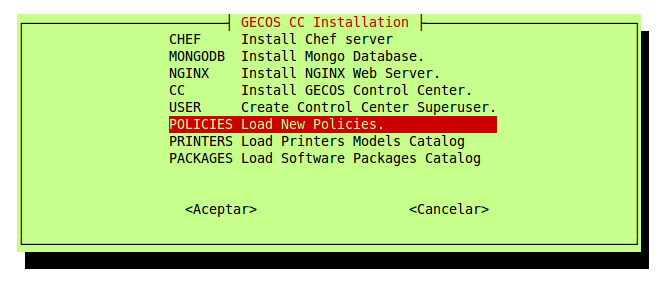 GECOS CC Installation
CHEF Install Chef server
MONGODB Install Mongo Database.
NGINX Install NGINX Web Server.
CC Install GECOS Control Center.
USER Create Control Center Superuser.
POLICIES Load New Policies.
PRINTERS Load Printers Models Catalog
PACKAGES Load Software Packages Catalog
<Aceptar> <Cancelar>